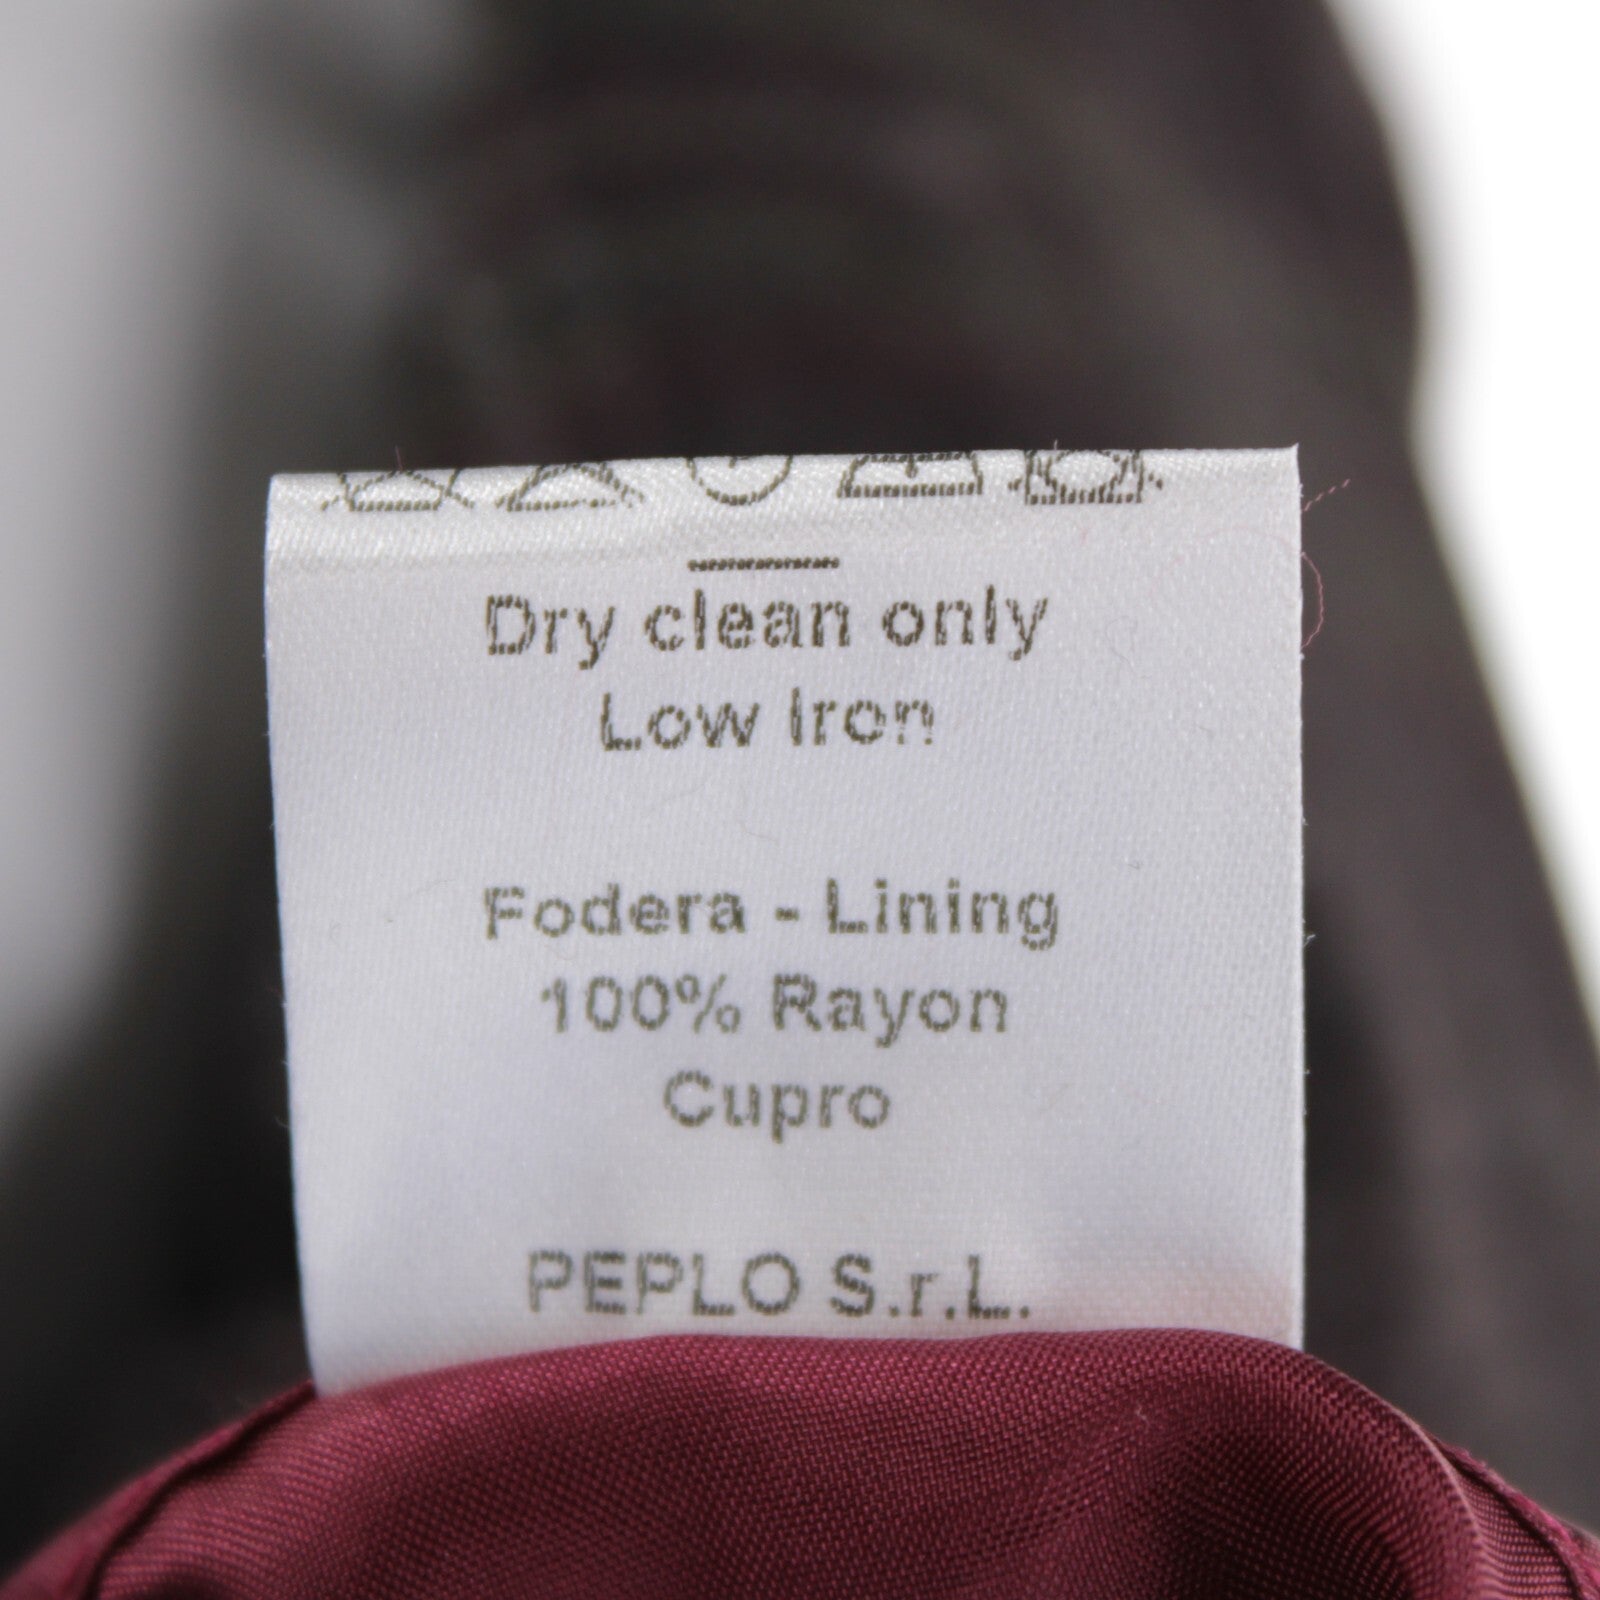 Dry clean only
Low Iron
Fodera - Lining
100% Rayon
Cupro
PEPLO S.r.L.